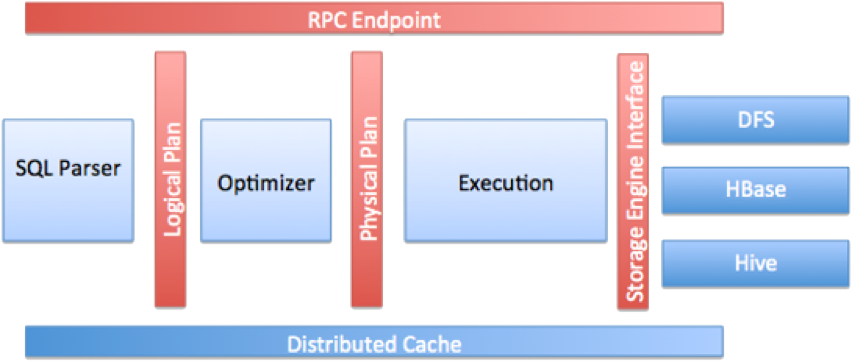 RPC Endpoint
SQL Parser
Logical Plan
Optimizer
Physical Plan
Execution
Storage Engine Interface
DFS
HBase
Hive
Distributed Cache